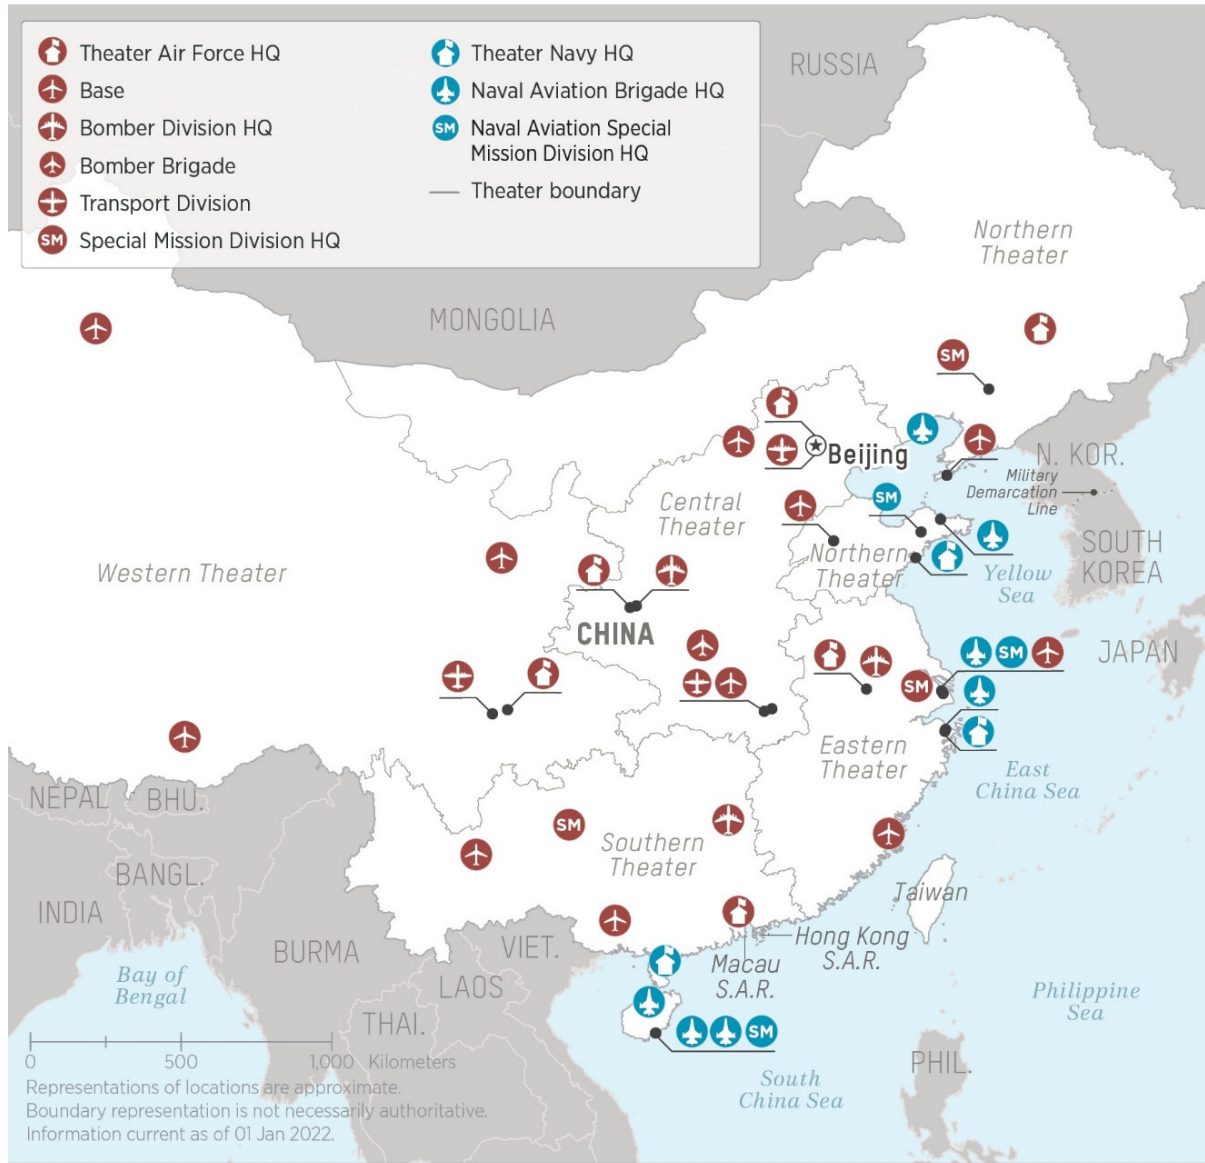 Theater Air Force HQ
Base
Bomber Division HQ
Bomber Brigade
Transport Division
SM Special Mission Division HQ
Theater Navy HQ
Naval Aviation Brigade HQ
SM Naval Aviation Special
Mission Division HQ
Theater boundary
RUSSIA
Northern
Theater
MONGOLIA
SM
Beijing
N. KOR.
Military
Demarcation
Line
Central
Theater
SM
SOUTH
KOREA
Northern
Theater
Yellow
Sea
Western Theater
CHINA
JAPAN
SM
SM
Eastern
Theater
East
China Sea
NEPAL
BHU.
SM
Southern
Theater
BANGL.
INDIA
Taiwan
BURMA
VIET.
Hong Kong
S.A.R.
Macau
S.A.R.
Bay of
Bengal
LAOS
Philippine
Sea
THAI.
SM
PHIL.
South
China Sea
0 500 1,000 Kilometers
Representations of locations are approximate.
Boundary representation is not necessarily authoritative.
Information current as of 01 Jan 2022.